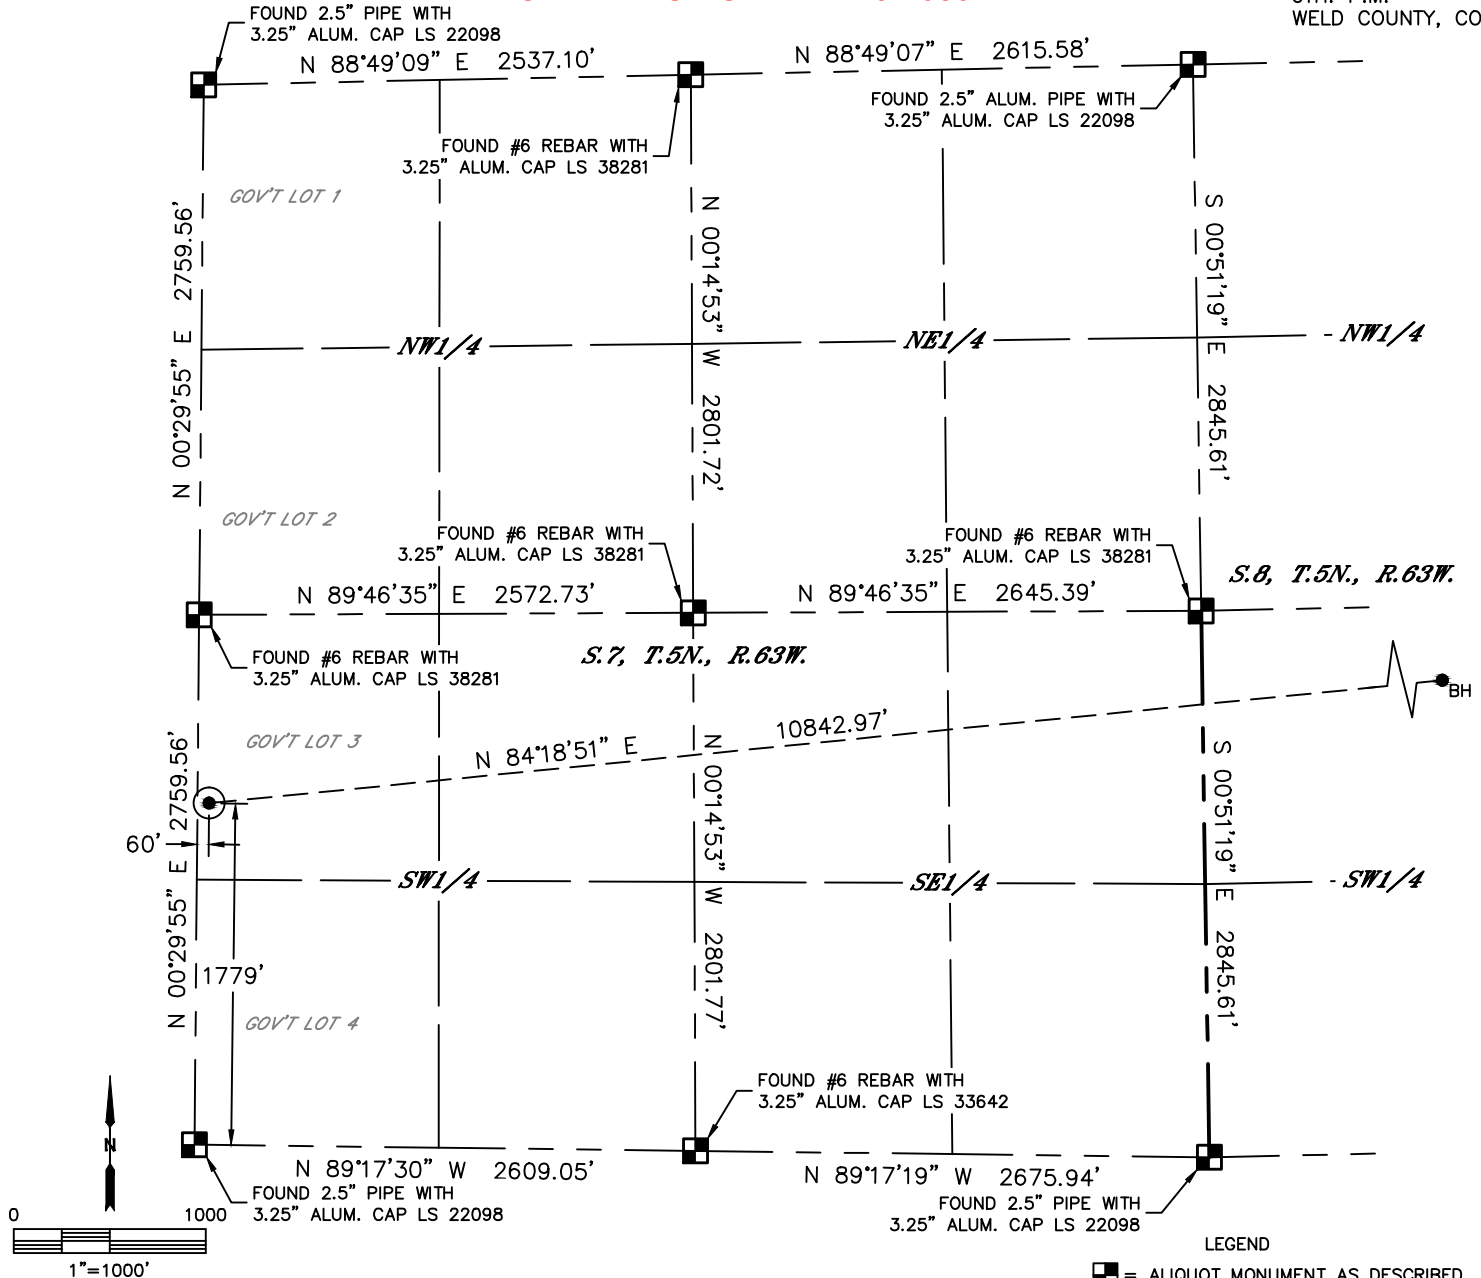 WELD COUNTY, CO
FOUND 2.5" PIPE WITH
3.25" ALUM. CAP LS 22098
N 88°49'09" E 2537.10'
N 88°49'07" E 2615.58'
FOUND 2.5" ALUM. PIPE WITH
3.25" ALUM. CAP LS 22098
FOUND #6 REBAR WITH
3.25" ALUM. CAP LS 38281
GOV'T LOT 1
N 00°29'55" E 2759.56'
N 00°14'53" W 2801.72'
S 00°51'19" E 2845.61'
NW1/4
NE1/4
NW1/4
GOV'T LOT 2
FOUND #6 REBAR WITH
3.25" ALUM. CAP LS 38281
FOUND #6 REBAR WITH
3.25" ALUM. CAP LS 38281
S.8, T.5N., R.63W.
N 89°46'35" E 2572.73'
N 89°46'35" E 2645.39'
FOUND #6 REBAR WITH
3.25" ALUM. CAP LS 38281
S.7, T.5N., R.63W.
BH
GOV'T LOT 3
N 84°18'51" E 10842.97'
N 00°29'55" E 2759.56'
N 00°14'53" W 2801.77'
S 00°51'19" E 2845.61'
60'
SW1/4
SE1/4
SW1/4
1779'
GOV'T LOT 4
FOUND #6 REBAR WITH
3.25" ALUM. CAP LS 33642
N
N 89°17'30" W 2609.05'
N 89°17'19" W 2675.94'
FOUND 2.5" PIPE WITH
3.25" ALUM. CAP LS 22098
FOUND 2.5" PIPE WITH
3.25" ALUM. CAP LS 22098
0 1000
1"=1000'
LEGEND
= ALIQUOT MONUMENT AS DESCRIBED